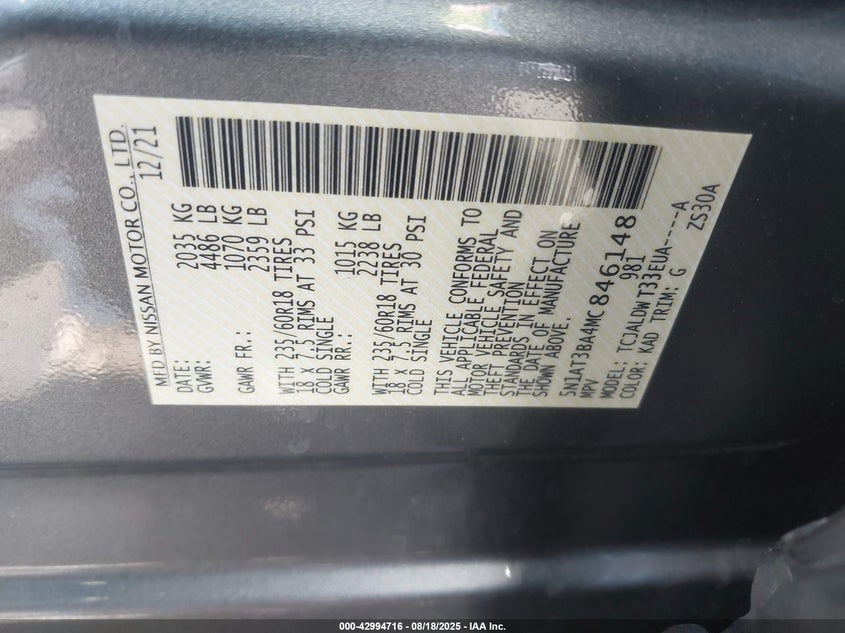 MFD BY NISSAN MOTOR CO., LTD.
DATE: 12/21
GVWR: 2035 KG
4486 LB
GAWR FR.: 1070 KG
2359 LB
WITH 235/60R18 TIRES
18 X 7.5 RIMS AT 33 PSI
COLD SINGLE
GAWR RR.: 1015 KG
2238 LB
WITH 235/60R18 TIRES
18 X 7.5 RIMS AT 30 PSI
COLD SINGLE
THIS VEHICLE CONFORMS TO
ALL APPLICABLE FEDERAL
MOTOR VEHICLE SAFETY AND
THEFT PREVENTION
STANDARDS IN EFFECT ON
THE DATE OF MANUFACTURE
SHOWN ABOVE.
5N1AT3BA4MC846148
MPV 981
MODEL: TCJALDWT33EUA----A
COLOR: KAD TRIM: G ZS30A
000-42994716 - 08/18/2025 - IAA Inc.